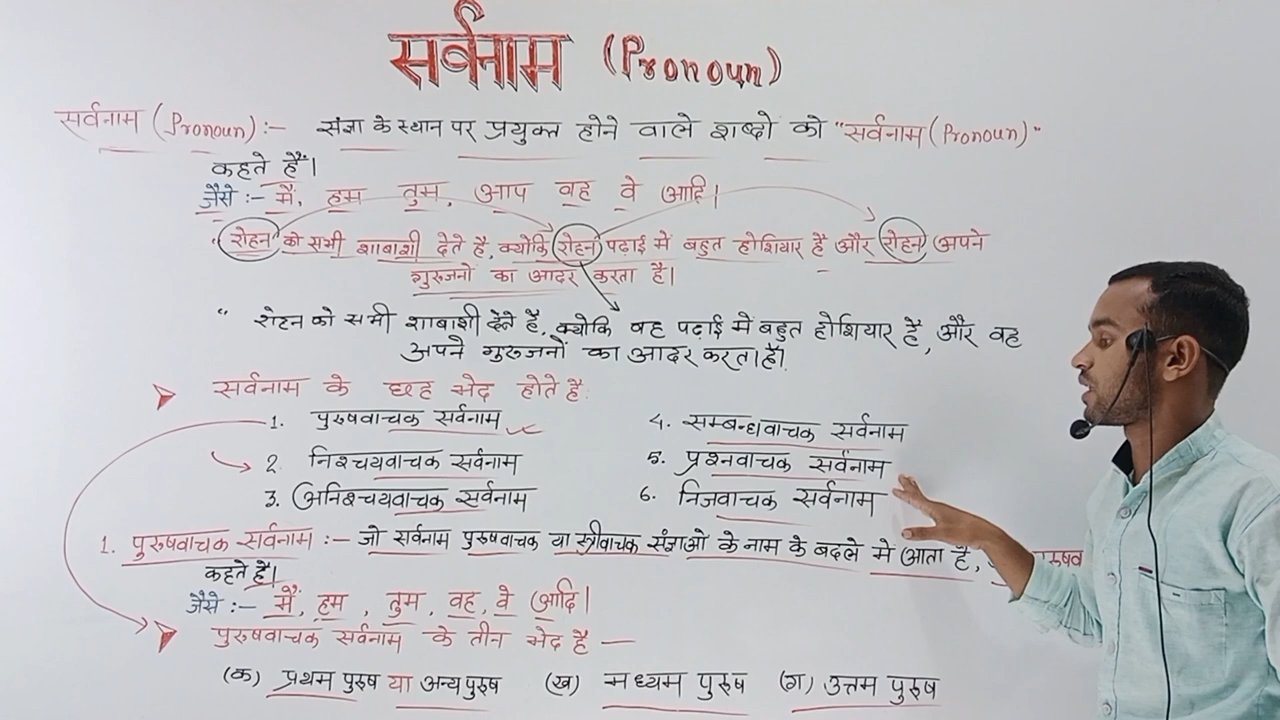 सर्वनाम (Pronoun)
सर्वनाम (Pronoun) :- संज्ञा के स्थान पर प्रयुक्त होने वाले शब्दो को "सर्वनाम (Pronoun)"
कहते हैं।
जैसे :- मैं, हम तुम, आप वह वे आदि।
"रोहन को सभी शाबाशी देते है, क्योकि रोहन पढ़ाई में बहुत होशियार है और रोहन अपने
गुरुजनो का आदर करता है।
" रोहन को सभी शाबाशी देते है, क्योकि वह पढ़ाई मे बहुत होशियार है, और वह
अपने गुरुजनों का आदर करता है।
सर्वनाम के छह भेद होते है:
1. पुरुषवाचक सर्वनाम 4. सम्बन्धवाचक सर्वनाम
2. निश्चयवाचक सर्वनाम 5. प्रश्नवाचक सर्वनाम
3. अनिश्चयवाचक सर्वनाम 6. निजवाचक सर्वनाम
1. पुरुषवाचक सर्वनाम :- जो सर्वनाम पुरुषवाचक या स्त्रीवाचक संज्ञाओ के नाम के बदले मे आता है,
कहते है।
जैसे :- मैं, हम, तुम, वह, वे आदि।
पुरुषवाचक सर्वनाम के तीन भेद है —
(क) प्रथम पुरुष या अन्य पुरुष (ख) मध्यम पुरुष (ग) उत्तम पुरुष